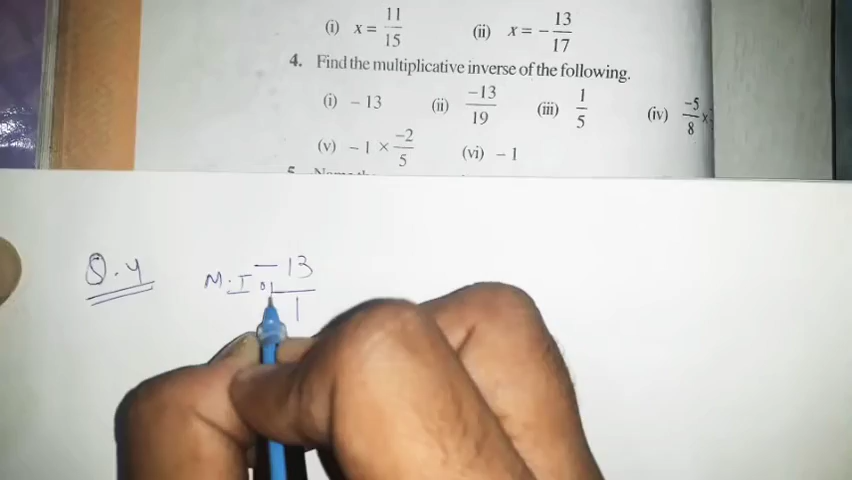 (i) x = 11/15 (ii) x = -13/17
4. Find the multiplicative inverse of the following.
(i) - 13 (ii) -13/19 (iii) 1/5 (iv) -5/8 ×
(v) - 1 × -2/5 (vi) - 1
5.
Q.4 M.I of -13/1